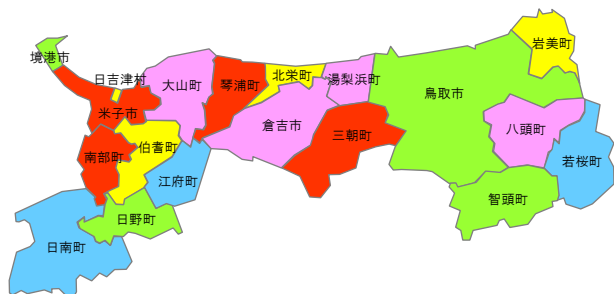 岩美町
境港市
日吉津村
大山町
琴浦町
北栄町
湯梨浜町
鳥取市
米子市
倉吉市
三朝町
八頭町
南部町
伯耆町
江府町
若桜町
智頭町
日野町
日南町